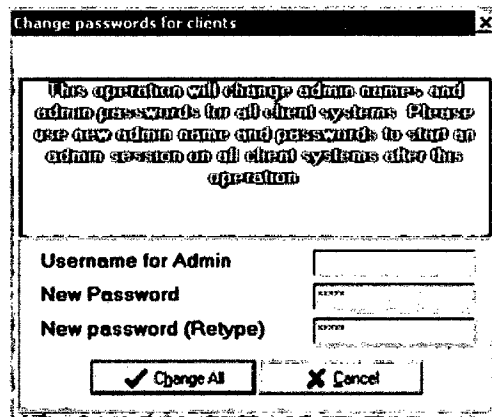 Change passwords for clients
This operation will change admin names, and
admin passwords for all client systems. Please
use new admin name and passwords to start an
admin session on all client systems after this
operation
Username for Admin
New Password
****
New password (Retype)
****
Change All
Cancel